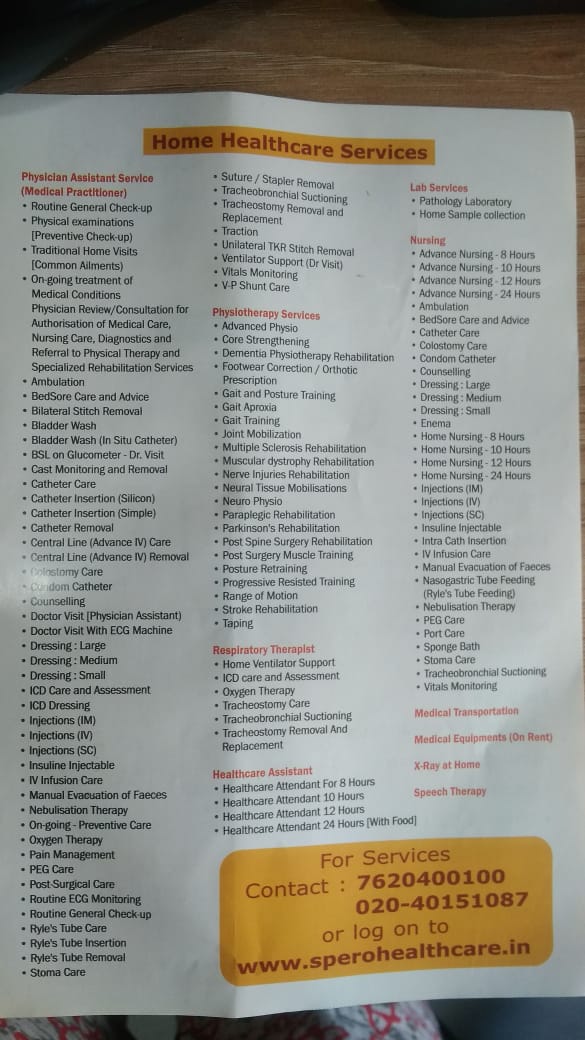 Home Healthcare Services
Physician Assistant Service
(Medical Practitioner)
• Routine General Check-up
• Physical examinations
[Preventive Check-up)
• Traditional Home Visits
[Common Ailments)
• On-going treatment of
Medical Conditions
Physician Review/Consultation for
Authorisation of Medical Care,
Nursing Care, Diagnostics and
Referral to Physical Therapy and
Specialized Rehabilitation Services
• Ambulation
• BedSore Care and Advice
• Bilateral Stitch Removal
• Bladder Wash
• Bladder Wash (In Situ Catheter)
• BSL on Glucometer - Dr. Visit
• Cast Monitoring and Removal
• Catheter Care
• Catheter Insertion (Silicon)
• Catheter Insertion (Simple)
• Catheter Removal
• Central Line (Advance IV) Care
• Central Line (Advance IV) Removal
• Colostomy Care
• Condom Catheter
• Counselling
• Doctor Visit [Physician Assistant)
• Doctor Visit With ECG Machine
• Dressing : Large
• Dressing : Medium
• Dressing : Small
• ICD Care and Assessment
• ICD Dressing
• Injections (IM)
• Injections (IV)
• Injections (SC)
• Insuline Injectable
• IV Infusion Care
• Manual Evacuation of Faeces
• Nebulisation Therapy
• On-going - Preventive Care
• Oxygen Therapy
• Pain Management
• PEG Care
• Post-Surgical Care
• Routine ECG Monitoring
• Routine General Check-up
• Ryle's Tube Care
• Ryle's Tube Insertion
• Ryle's Tube Removal
• Stoma Care
• Suture / Stapler Removal
• Tracheobronchial Suctioning
• Tracheostomy Removal and
Replacement
• Traction
• Unilateral TKR Stitch Removal
• Ventilator Support (Dr Visit)
• Vitals Monitoring
• V-P Shunt Care
Physiotherapy Services
• Advanced Physio
• Core Strengthening
• Dementia Physiotherapy Rehabilitation
• Footwear Correction / Orthotic
Prescription
• Gait and Posture Training
• Gait Aproxia
• Gait Training
• Joint Mobilization
• Multiple Sclerosis Rehabilitation
• Muscular dystrophy Rehabilitation
• Nerve Injuries Rehabilitation
• Neural Tissue Mobilisations
• Neuro Physio
• Paraplegic Rehabilitation
• Parkinson's Rehabilitation
• Post Spine Surgery Rehabilitation
• Post Surgery Muscle Training
• Posture Retraining
• Progressive Resisted Training
• Range of Motion
• Stroke Rehabilitation
• Taping
Respiratory Therapist
• Home Ventilator Support
• ICD care and Assessment
• Oxygen Therapy
• Tracheostomy Care
• Tracheobronchial Suctioning
• Tracheostomy Removal And
Replacement
Healthcare Assistant
• Healthcare Attendant For 8 Hours
• Healthcare Attendant 10 Hours
• Healthcare Attendant 12 Hours
• Healthcare Attendant 24 Hours [With Food]
Lab Services
• Pathology Laboratory
• Home Sample collection
Nursing
• Advance Nursing - 8 Hours
• Advance Nursing - 10 Hours
• Advance Nursing - 12 Hours
• Advance Nursing - 24 Hours
• Ambulation
• BedSore Care and Advice
• Catheter Care
• Colostomy Care
• Condom Catheter
• Counselling
• Dressing : Large
• Dressing : Medium
• Dressing : Small
• Enema
• Home Nursing - 8 Hours
• Home Nursing - 10 Hours
• Home Nursing - 12 Hours
• Home Nursing - 24 Hours
• Injections (IM)
• Injections (IV)
• Injections (SC)
• Insuline Injectable
• Intra Cath Insertion
• IV Infusion Care
• Manual Evacuation of Faeces
• Nasogastric Tube Feeding
(Ryle's Tube Feeding)
• Nebulisation Therapy
• PEG Care
• Port Care
• Sponge Bath
• Stoma Care
• Tracheobronchial Suctioning
• Vitals Monitoring
Medical Transportation
Medical Equipments (On Rent)
X-Ray at Home
Speech Therapy
For Services
Contact : 7620400100
020-40151087
or log on to
www.sperohealthcare.in